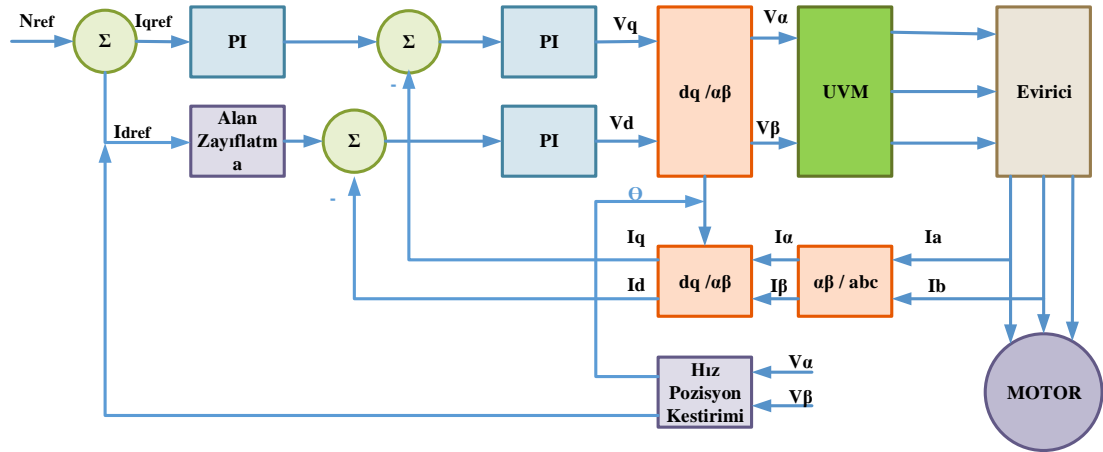 Nref
Σ
Iqref
PI
Σ
-
PI
Vq
dq /αβ
Vα
UVM
Evirici
Idref
Alan
Zayıflatm
a
Σ
-
PI
Vd
Vβ
Θ
Iq
Id
dq /αβ
Iα
Iβ
αβ / abc
Ia
Ib
Hız
Pozisyon
Kestirimi
Vα
Vβ
MOTOR